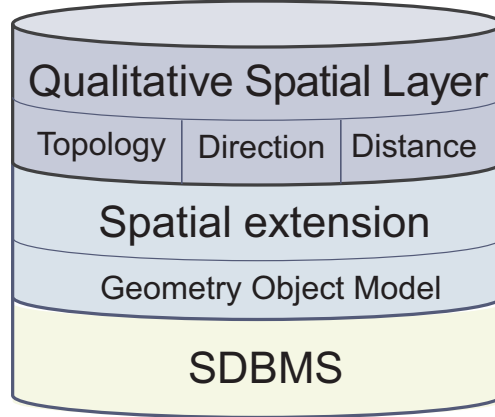 Qualitative Spatial Layer
Topology Direction Distance
Spatial extension
Geometry Object Model
SDBMS